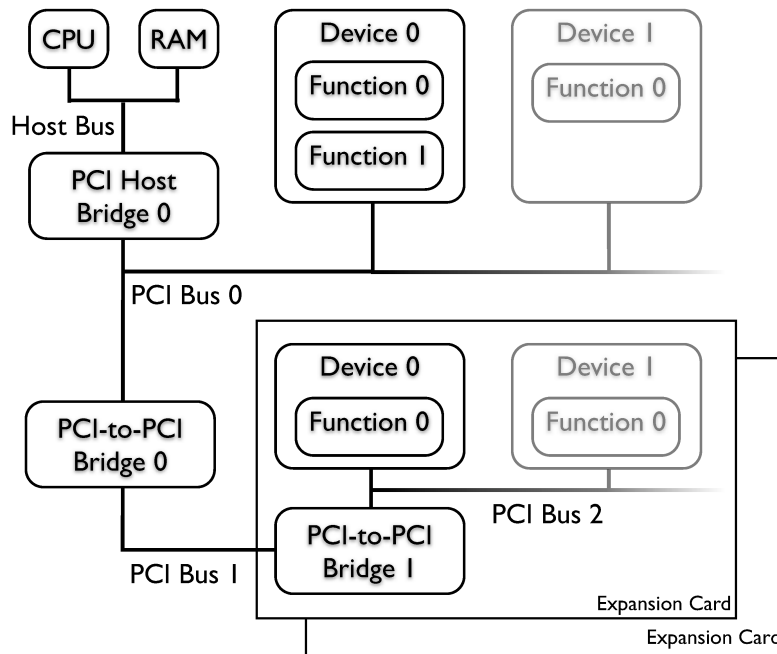 CPU
RAM
Host Bus
PCI Host
Bridge 0
Device 0
Function 0
Function 1
Device 1
Function 0
PCI Bus 0
PCI-to-PCI
Bridge 0
PCI Bus 1
Device 0
Function 0
Device 1
Function 0
PCI Bus 2
PCI-to-PCI
Bridge 1
Expansion Card
Expansion Card